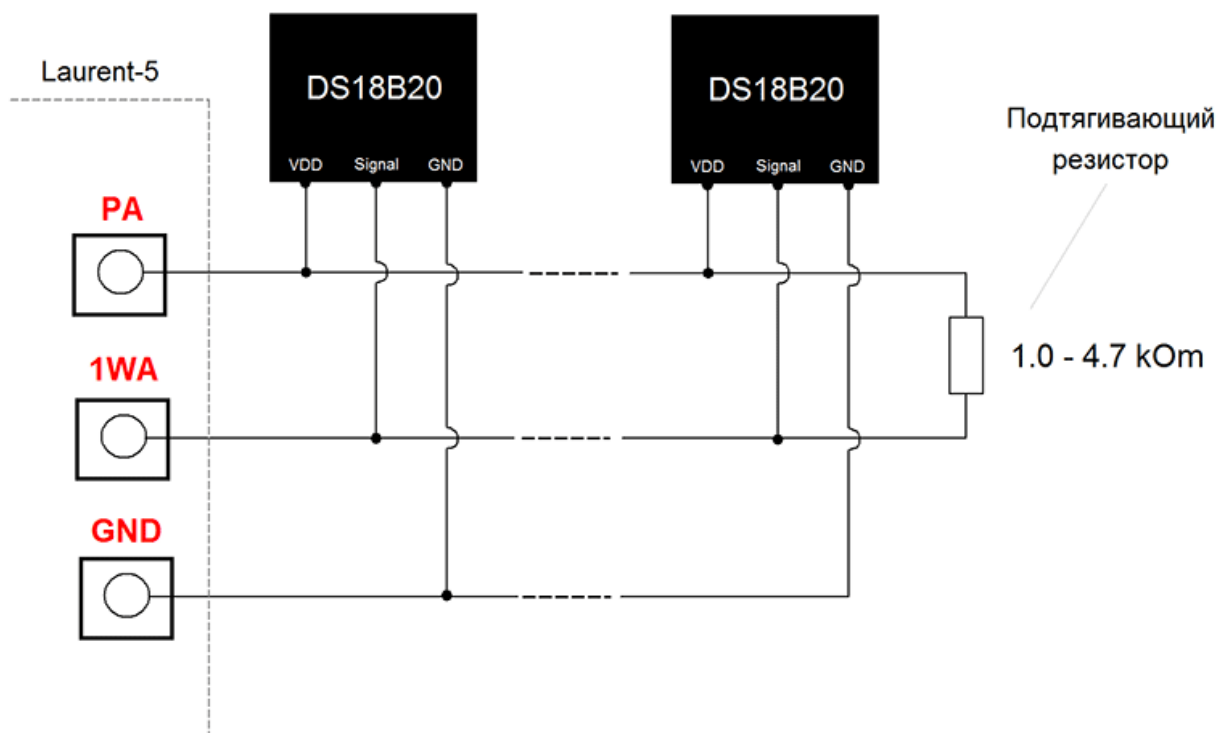 Laurent-5
DS18B20
VDD Signal GND
DS18B20
VDD Signal GND
Подтягивающий
резистор
PA
1WA
1.0 - 4.7 kOm
GND